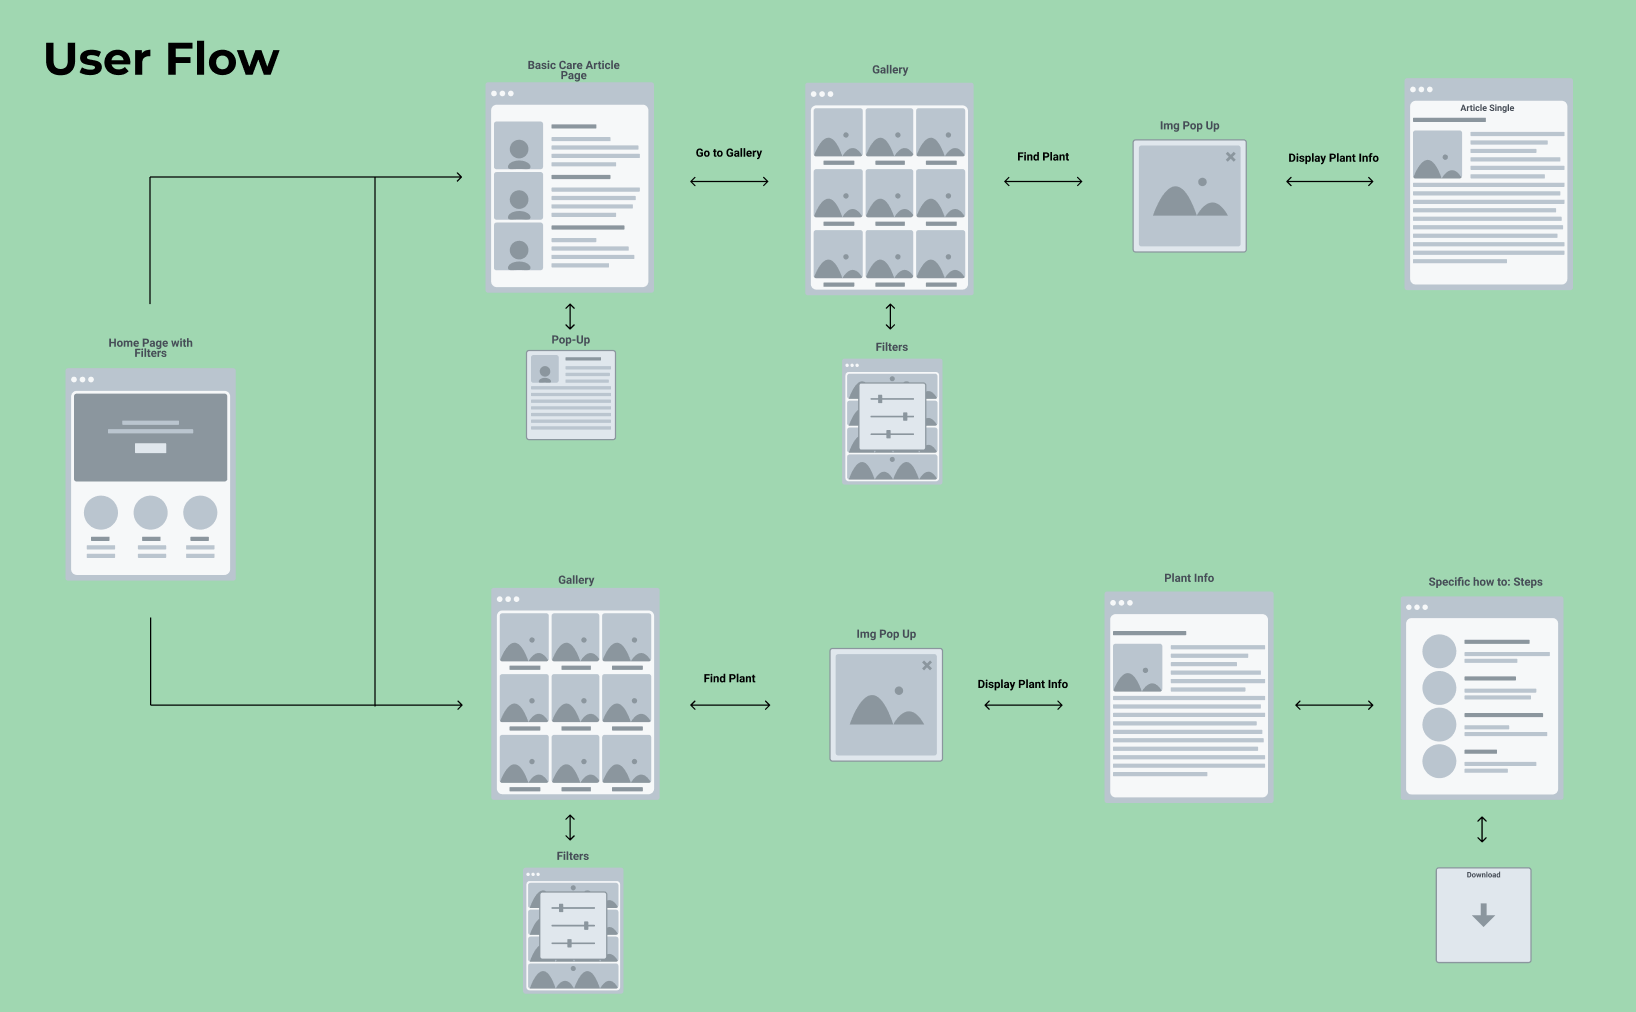 User Flow
Basic Care Article
Page
Gallery
Img Pop Up
Article Single
Go to Gallery
Find Plant
Display Plant Info
Pop-Up
Filters
Home Page with
Filters
Gallery
Img Pop Up
Plant Info
Specific how to: Steps
Find Plant
Display Plant Info
Filters
Download